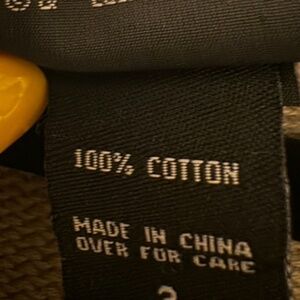 100% COTTON
MADE IN CHINA
OVER FOR CARE